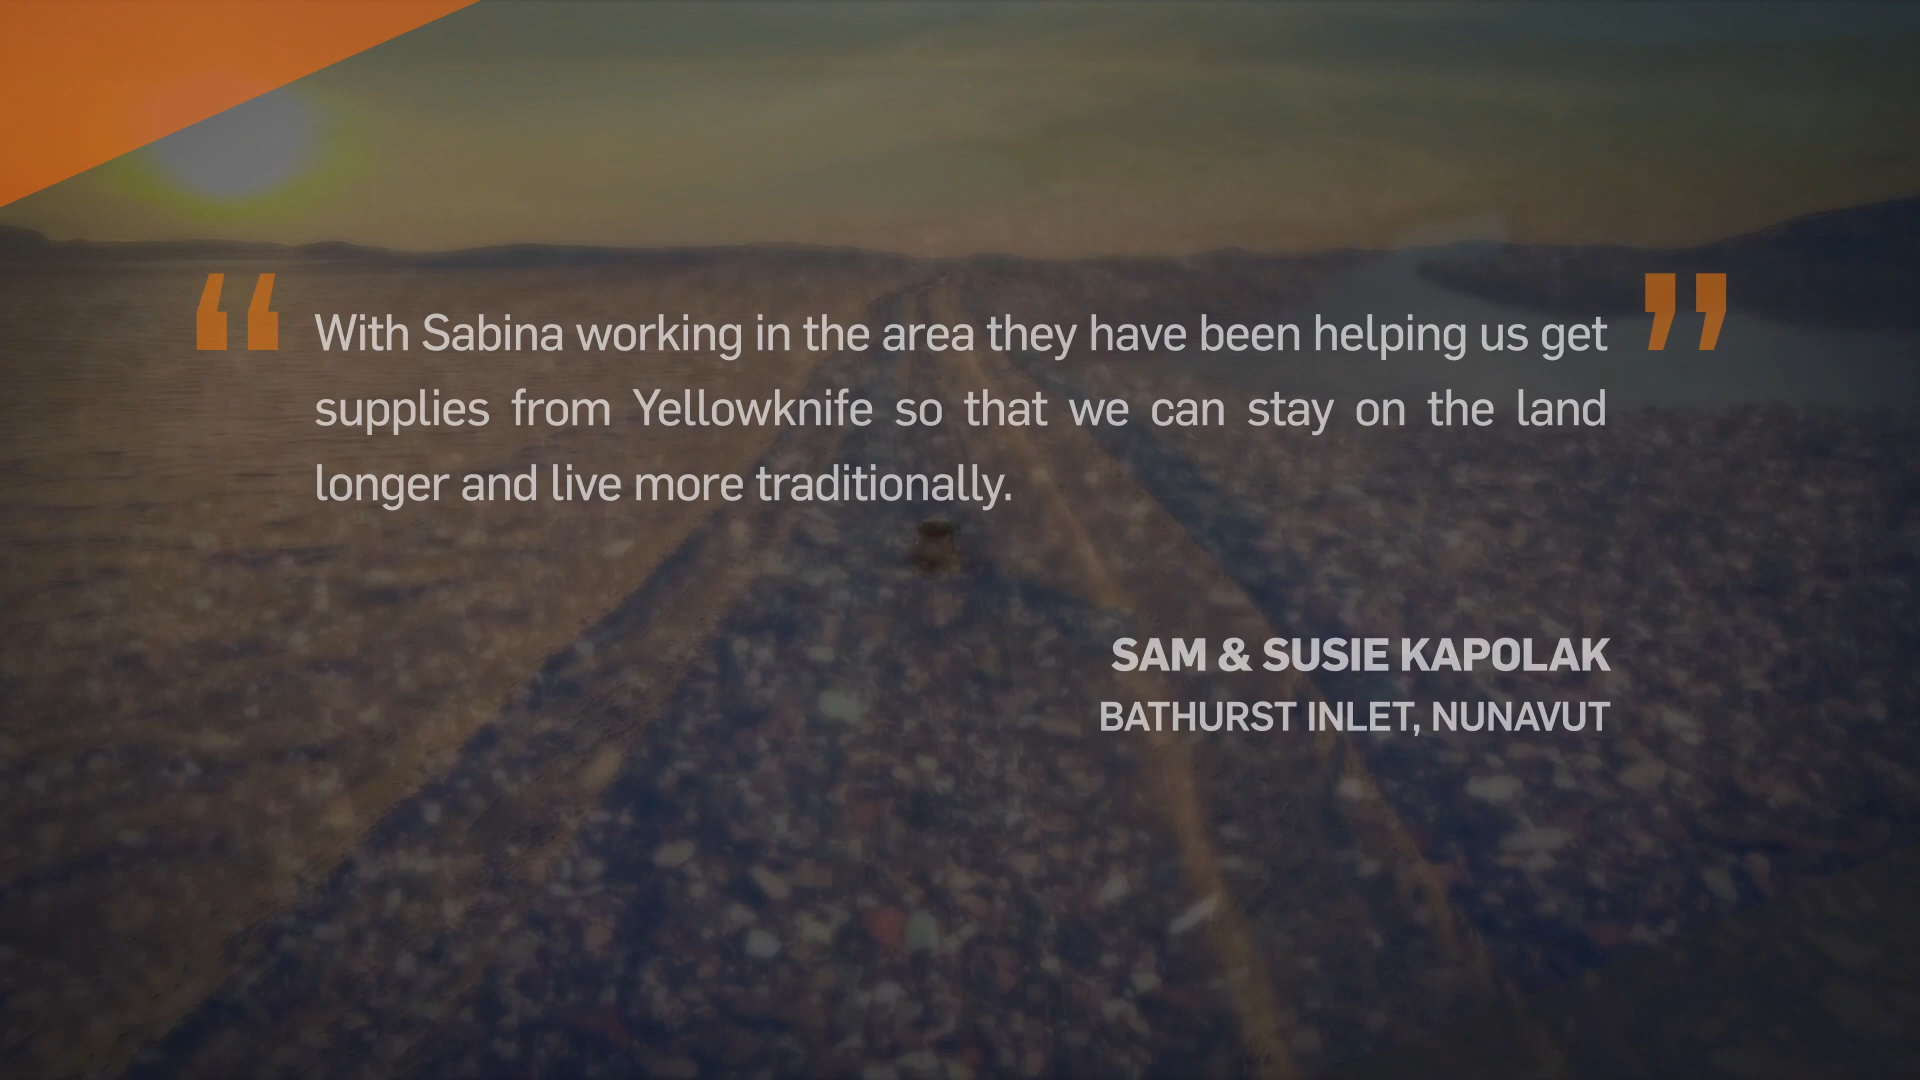 “ With Sabina working in the area they have been helping us get ”
supplies from Yellowknife so that we can stay on the land
longer and live more traditionally.
SAM & SUSIE KAPOLAK
BATHURST INLET, NUNAVUT